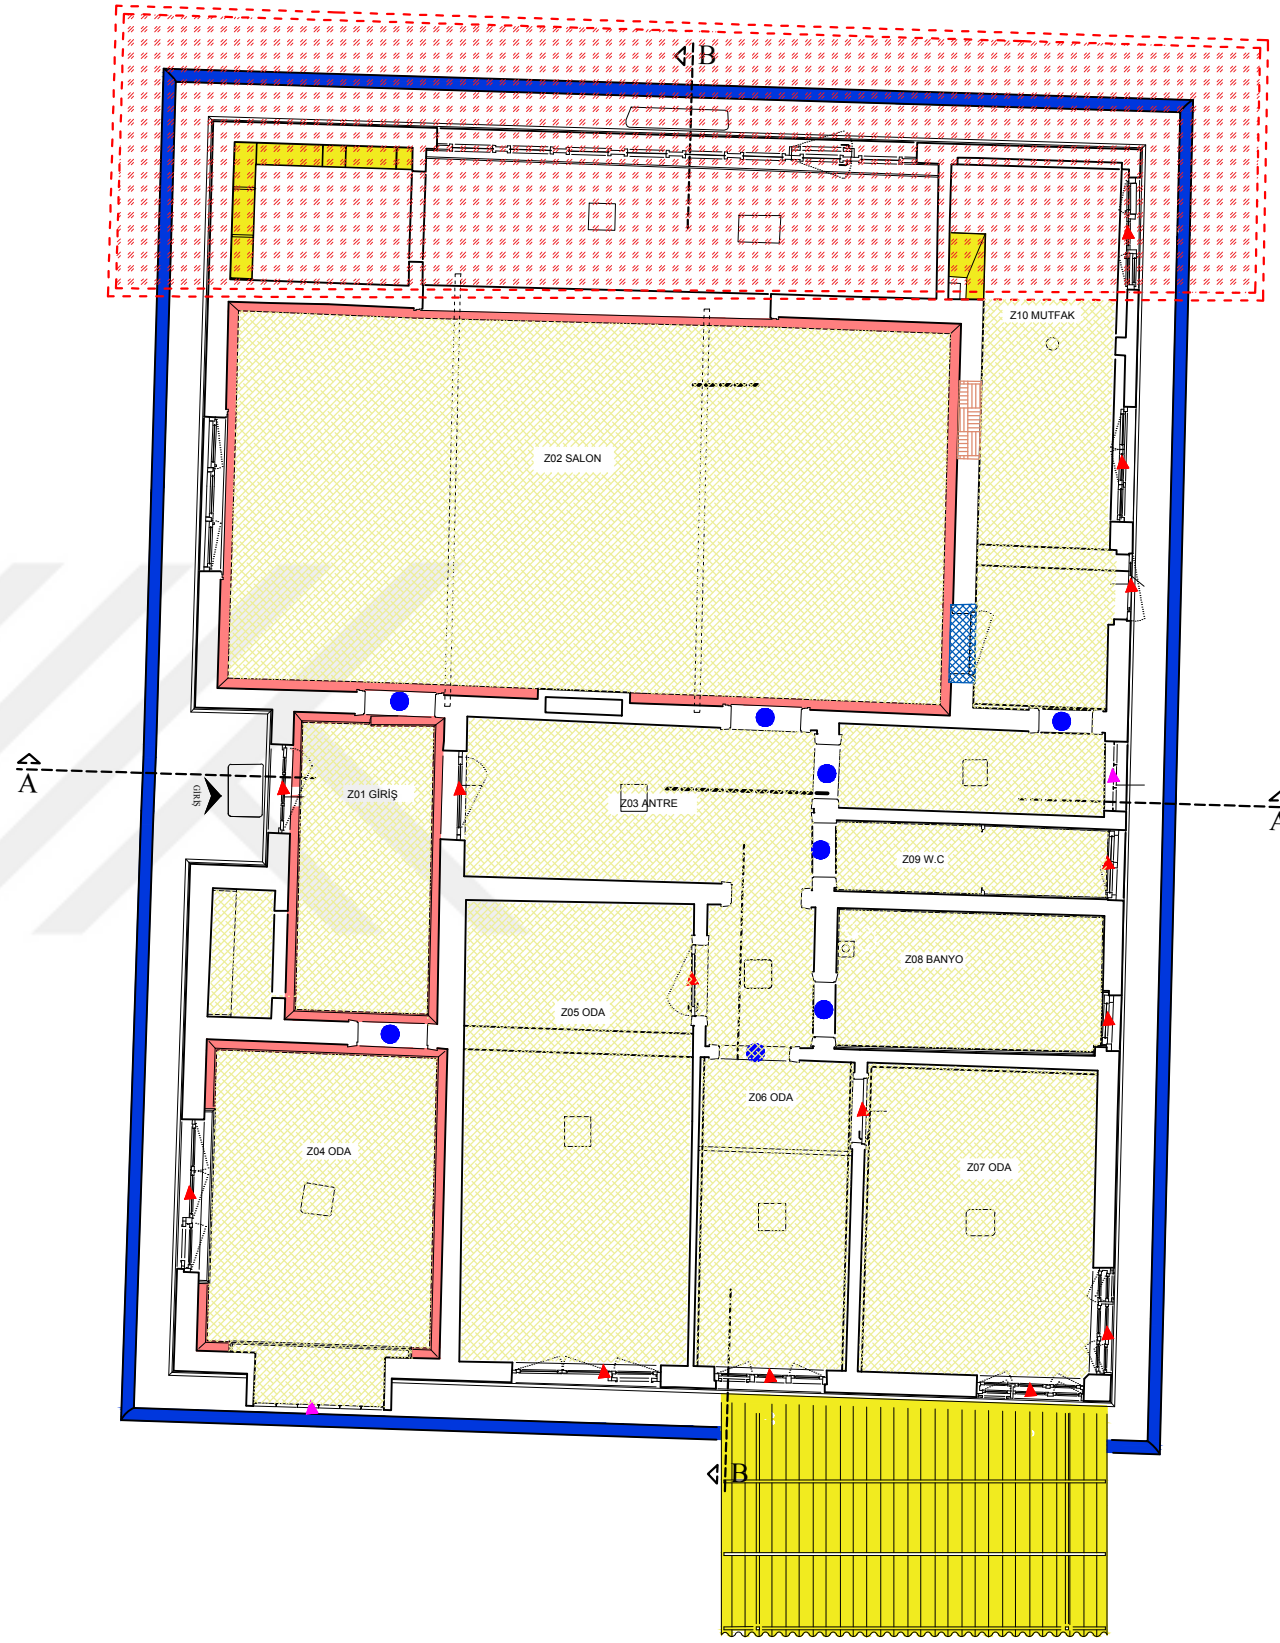 B
Z10 MUTFAK
Z02 SALON
A
GİRİŞ
Z01 GİRİŞ
Z03 ANTRE
A
Z09 W.C
Z08 BANYO
Z05 ODA
Z06 ODA
Z04 ODA
Z07 ODA
B